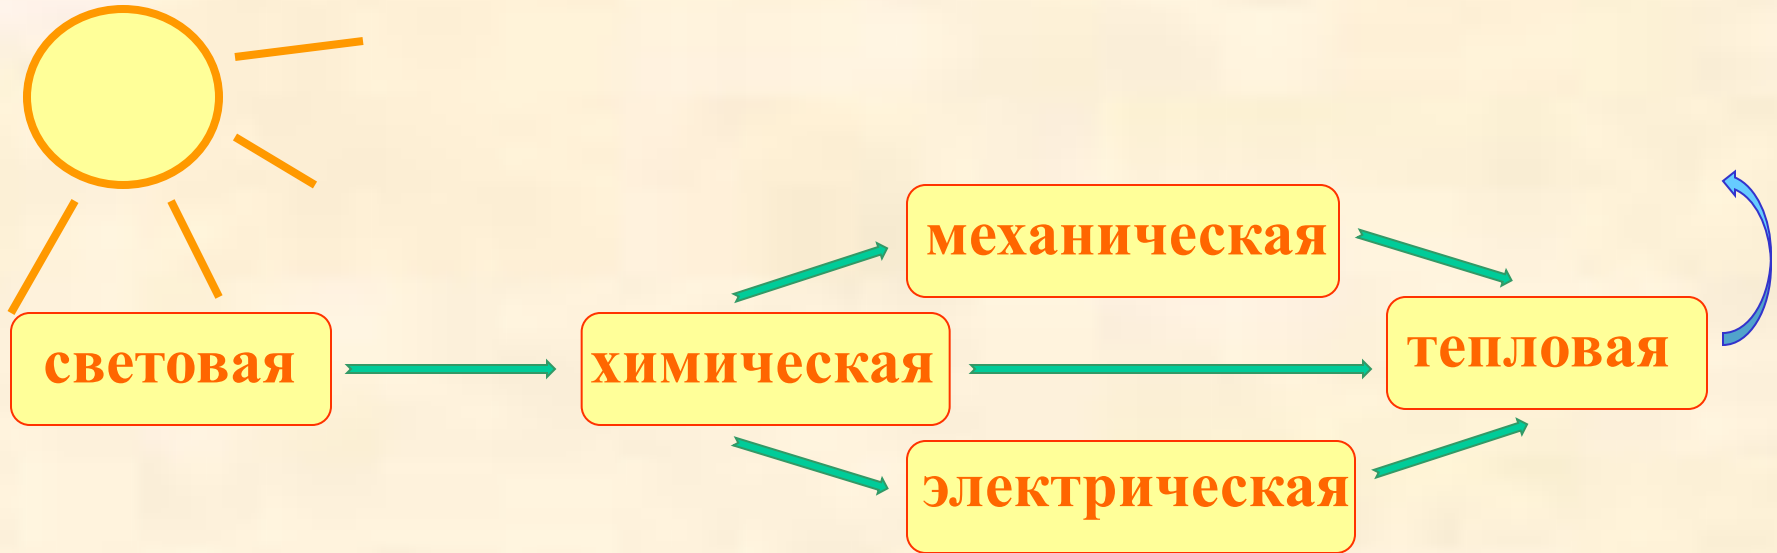 световая
химическая
механическая
электрическая
тепловая